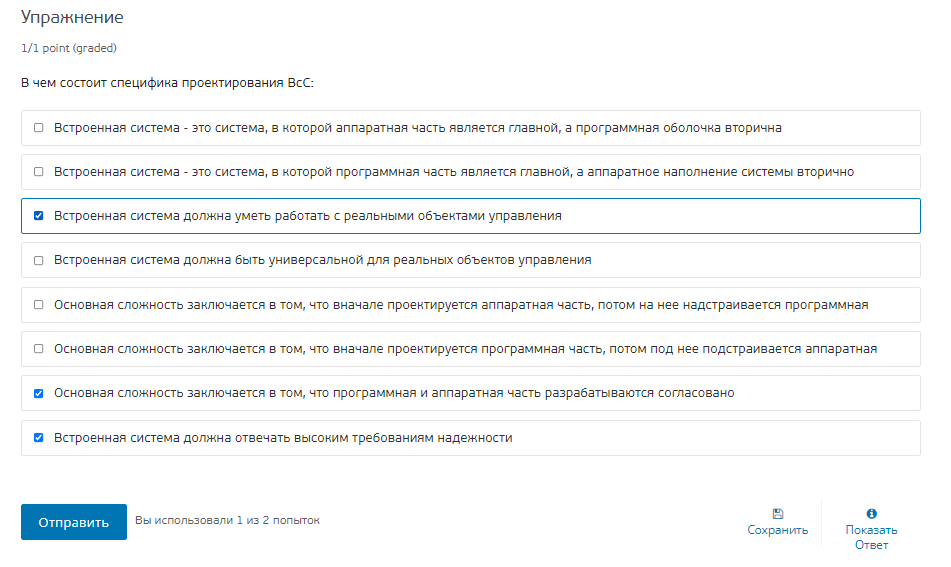 Упражнение
1/1 point (graded)
В чем состоит специфика проектирования ВсС:
Встроенная система - это система, в которой аппаратная часть является главной, а программная оболочка вторична
Встроенная система - это система, в которой программная часть является главной, а аппаратное наполнение системы вторично
Встроенная система должна уметь работать с реальными объектами управления
Встроенная система должна быть универсальной для реальных объектов управления
Основная сложность заключается в том, что вначале проектируется аппаратная часть, потом на нее надстраивается программная
Основная сложность заключается в том, что вначале проектируется программная часть, потом под нее подстраивается аппаратная
Основная сложность заключается в том, что программная и аппаратная часть разрабатываются согласовано
Встроенная система должна отвечать высоким требованиям надежности
Отправить
Вы использовали 1 из 2 попыток
Сохранить
Показать
Ответ